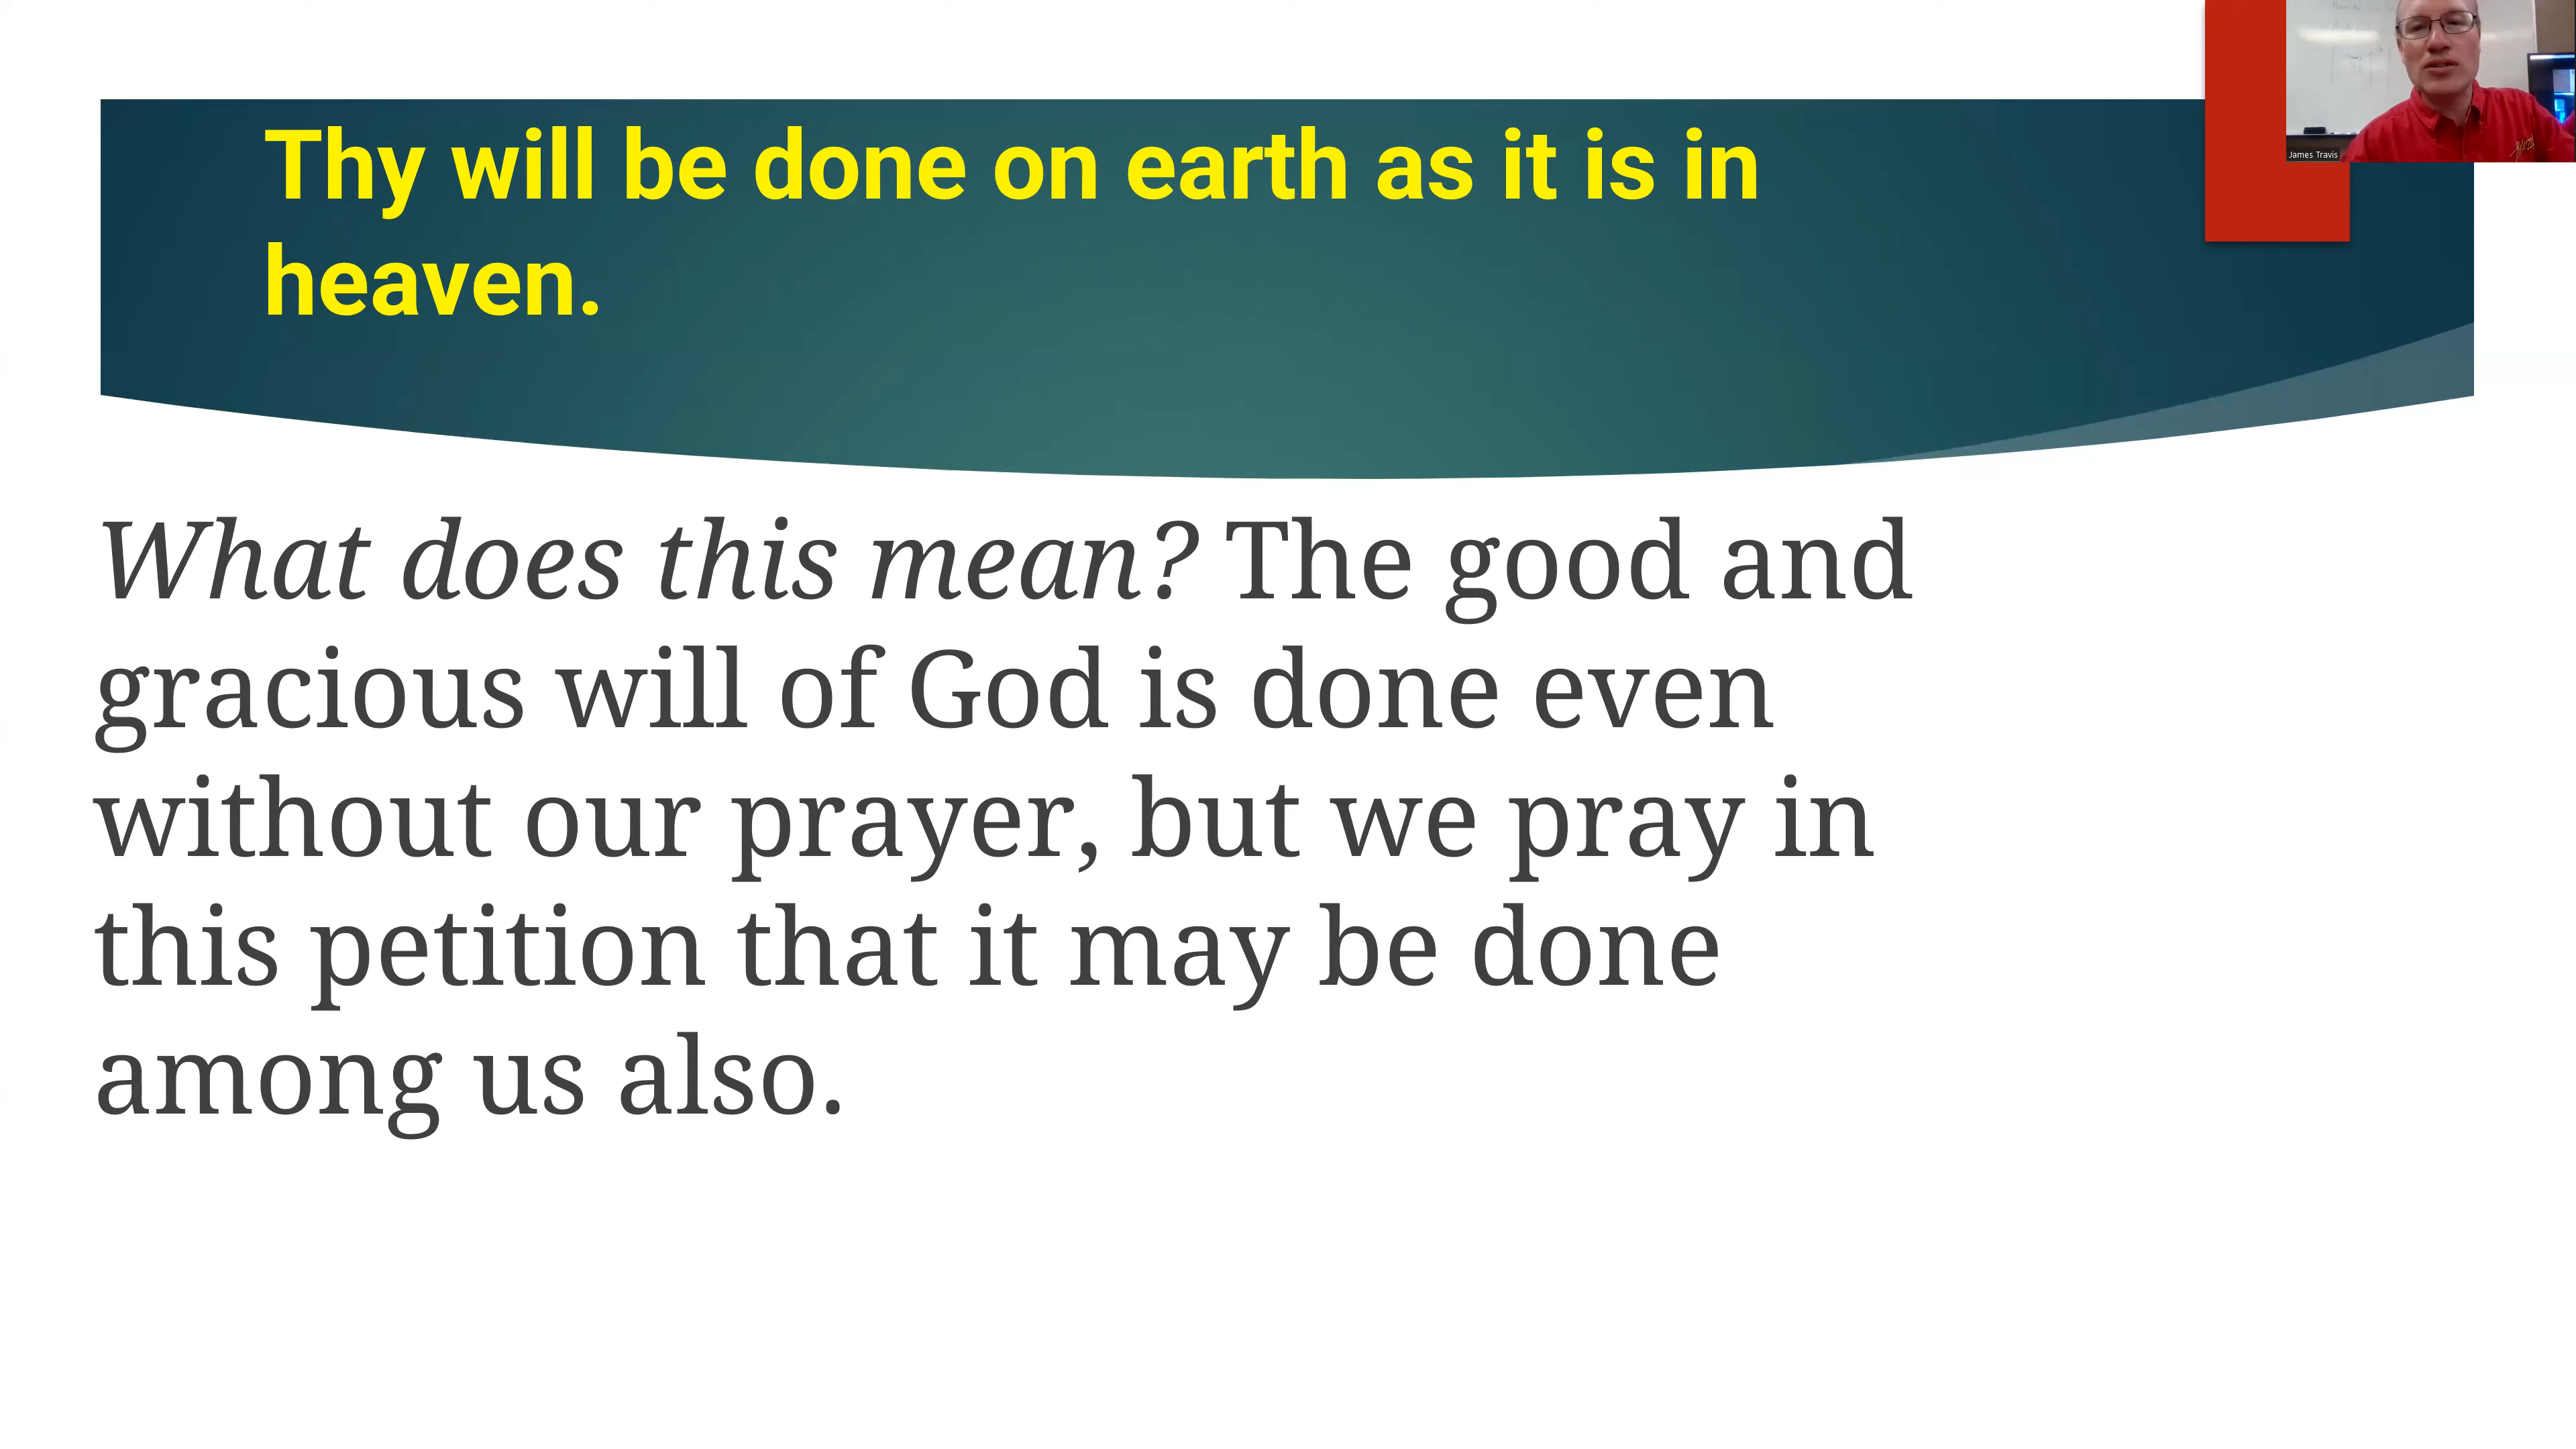 Thy will be done on earth as it is in
heaven.
James Travis
What does this mean? The good and
gracious will of God is done even
without our prayer, but we pray in
this petition that it may be done
among us also.